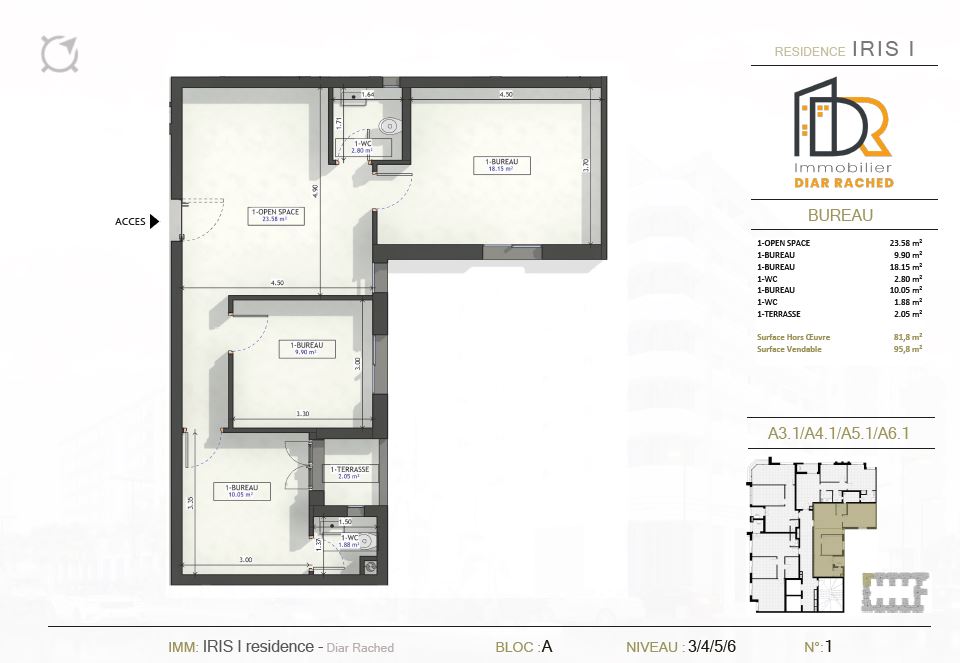 RESIDENCE IRIS I
DR
Immobilier
DIAR RACHED
BUREAU
1-OPEN SPACE 23.58 m²
1-BUREAU 9.90 m²
1-BUREAU 18.15 m²
1-WC 2.80 m²
1-BUREAU 10.05 m²
1-WC 1.88 m²
1-TERRASSE 2.05 m²
Surface Hors Œuvre 81,8 m²
Surface Vendable 95,8 m²
A3.1/A4.1/A5.1/A6.1
ACCES
1.64
1.71
1-WC
2.80 m²
4.50
1-BUREAU
18.15 m²
3.70
4.90
1-OPEN SPACE
23.58 m²
4.50
1-BUREAU
9.90 m²
3.00
3.30
1-TERRASSE
2.05 m²
1-BUREAU
10.05 m²
3.35
3.00
1.50
1-WC
1.88 m²
1.37
IMM: IRIS I residence - Diar Rached BLOC :A NIVEAU : 3/4/5/6 N°:1